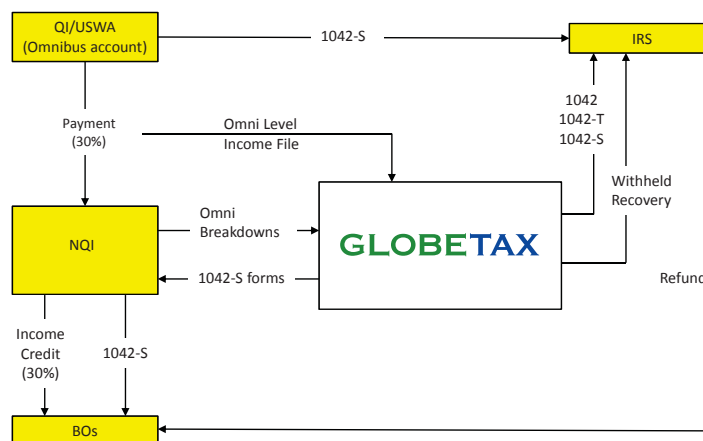 QI/USWA
(Omnibus account)
1042-S
IRS
Payment
(30%)
Omni Level
Income File
1042
1042-T
1042-S
Withheld
Recovery
NQI
Omni
Breakdowns
GLOBETAX
1042-S forms
Refund
Income
Credit
(30%)
1042-S
BOs